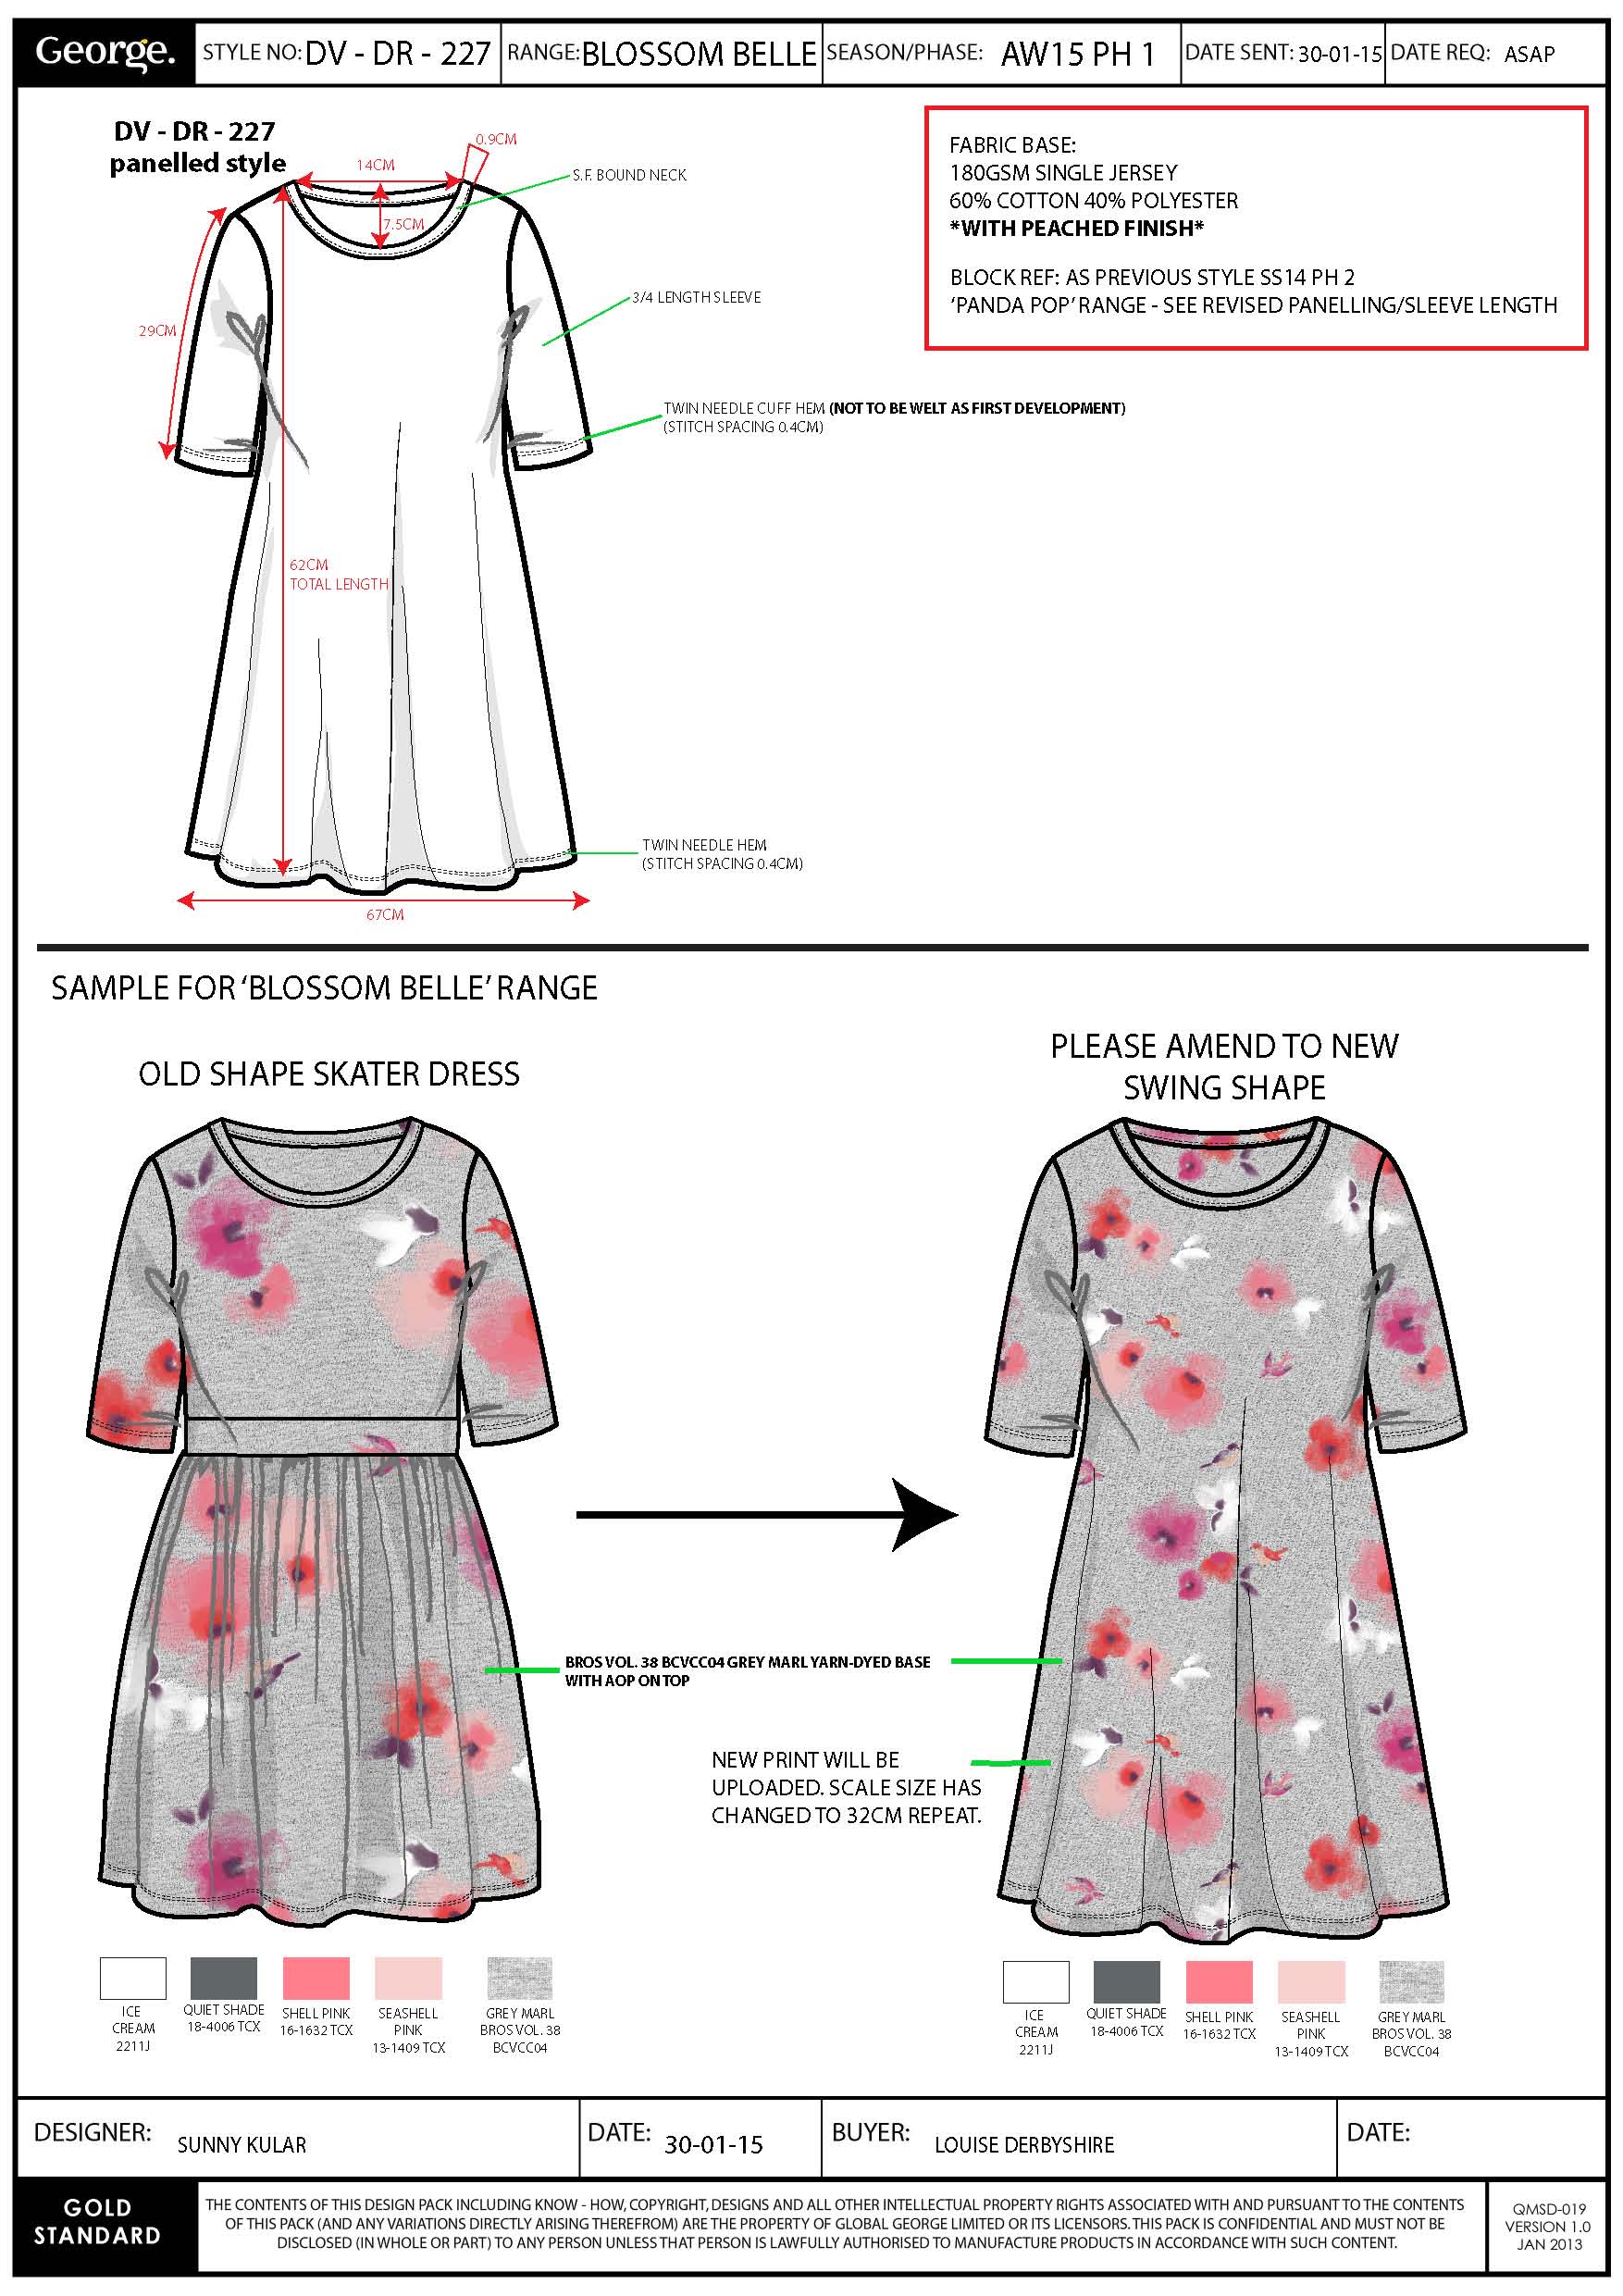 George.
STYLE NO: DV - DR - 227
RANGE: BLOSSOM BELLE
SEASON/PHASE: AW15 PH 1
DATE SENT: 30-01-15
DATE REQ: ASAP
DV - DR - 227
panelled style
0.9CM
14CM
7.5CM
S.F. BOUND NECK
3/4 LENGTH SLEEVE
29CM
TWIN NEEDLE CUFF HEM (NOT TO BE WELT AS FIRST DEVELOPMENT)
(STITCH SPACING 0.4CM)
62CM
TOTAL LENGTH
TWIN NEEDLE HEM
(STITCH SPACING 0.4CM)
67CM
FABRIC BASE:
180GSM SINGLE JERSEY
60% COTTON 40% POLYESTER
*WITH PEACHED FINISH*
BLOCK REF: AS PREVIOUS STYLE SS14 PH 2
‘PANDA POP’ RANGE - SEE REVISED PANELLING/SLEEVE LENGTH
SAMPLE FOR ‘BLOSSOM BELLE’ RANGE
OLD SHAPE SKATER DRESS
PLEASE AMEND TO NEW
SWING SHAPE
BROS VOL. 38 BCVCC04 GREY MARL YARN-DYED BASE
WITH AOP ON TOP
NEW PRINT WILL BE
UPLOADED. SCALE SIZE HAS
CHANGED TO 32CM REPEAT.
ICE
CREAM
2211J
QUIET SHADE
18-4006 TCX
SHELL PINK
16-1632 TCX
SEASHELL
PINK
13-1409 TCX
GREY MARL
BROS VOL. 38
BCVCC04
ICE
CREAM
2211J
QUIET SHADE
18-4006 TCX
SHELL PINK
16-1632 TCX
SEASHELL
PINK
13-1409 TCX
GREY MARL
BROS VOL. 38
BCVCC04
DESIGNER: SUNNY KULAR
DATE: 30-01-15
BUYER: LOUISE DERBYSHIRE
DATE:
GOLD
STANDARD
THE CONTENTS OF THIS DESIGN PACK INCLUDING KNOW - HOW, COPYRIGHT, DESIGNS AND ALL OTHER INTELLECTUAL PROPERTY RIGHTS ASSOCIATED WITH AND PURSUANT TO THE CONTENTS
OF THIS PACK (AND ANY VARIATIONS DIRECTLY ARISING THEREFROM) ARE THE PROPERTY OF GLOBAL GEORGE LIMITED OR ITS LICENSORS. THIS PACK IS CONFIDENTIAL AND MUST NOT BE
DISCLOSED (IN WHOLE OR PART) TO ANY PERSON UNLESS THAT PERSON IS LAWFULLY AUTHORISED TO MANUFACTURE PRODUCTS IN ACCORDANCE WITH SUCH CONTENT.
QMSD-019
VERSION 1.0
JAN 2013